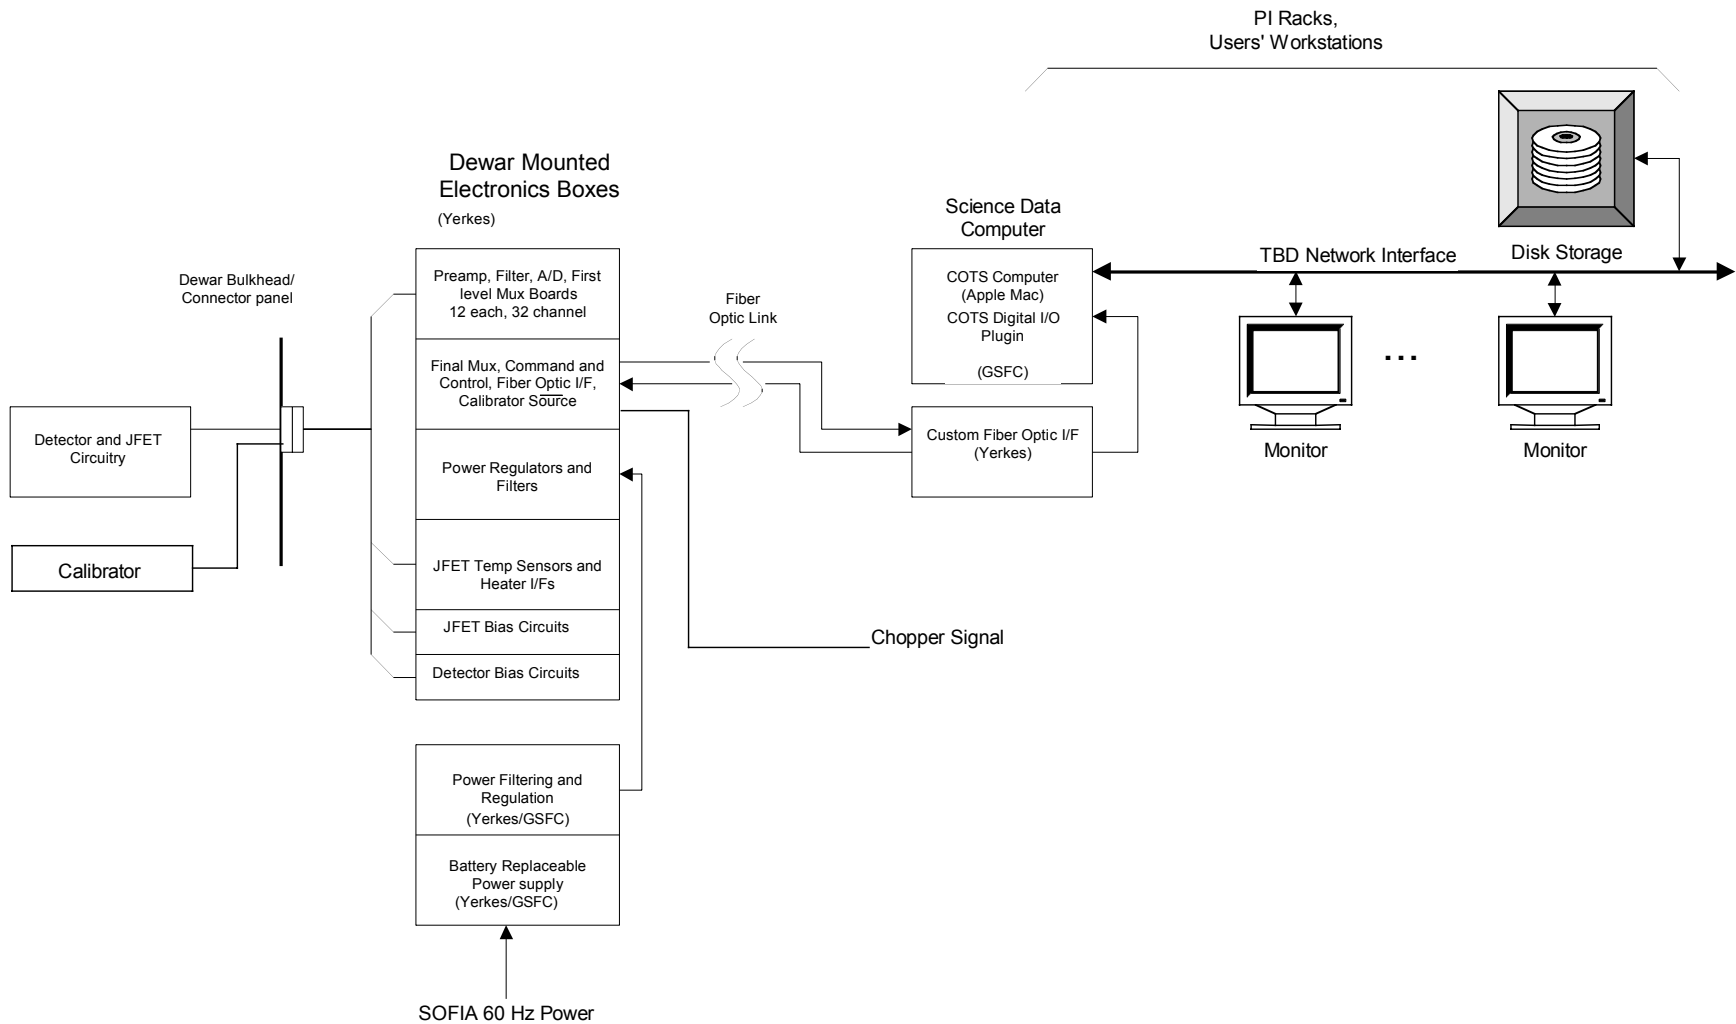 PI Racks,
Users' Workstations
Dewar Mounted
Electronics Boxes
(Yerkes)
Science Data
Computer
Dewar Bulkhead/
Connector panel
Preamp, Filter, A/D, First
level Mux Boards
12 each, 32 channel
Fiber
Optic Link
COTS Computer
(Apple Mac)
COTS Digital I/O
Plugin
(GSFC)
TBD Network Interface
Disk Storage
Final Mux, Command and
Control, Fiber Optic I/F,
Calibrator Source
...
Detector and JFET
Circuitry
Custom Fiber Optic I/F
(Yerkes)
Monitor
Monitor
Power Regulators and
Filters
Calibrator
JFET Temp Sensors and
Heater I/Fs
JFET Bias Circuits
Chopper Signal
Detector Bias Circuits
Power Filtering and
Regulation
(Yerkes/GSFC)
Battery Replaceable
Power supply
(Yerkes/GSFC)
SOFIA 60 Hz Power